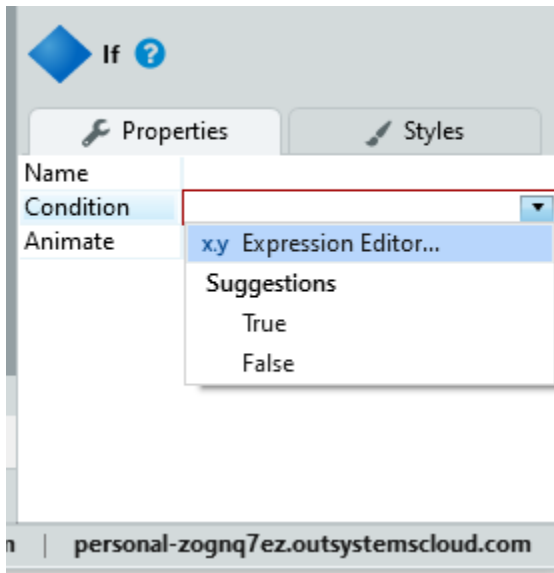 If ?
Properties Styles
Name
Condition
Animate
x.y Expression Editor...
Suggestions
True
False
| personal-zognq7ez.outsystemscloud.com